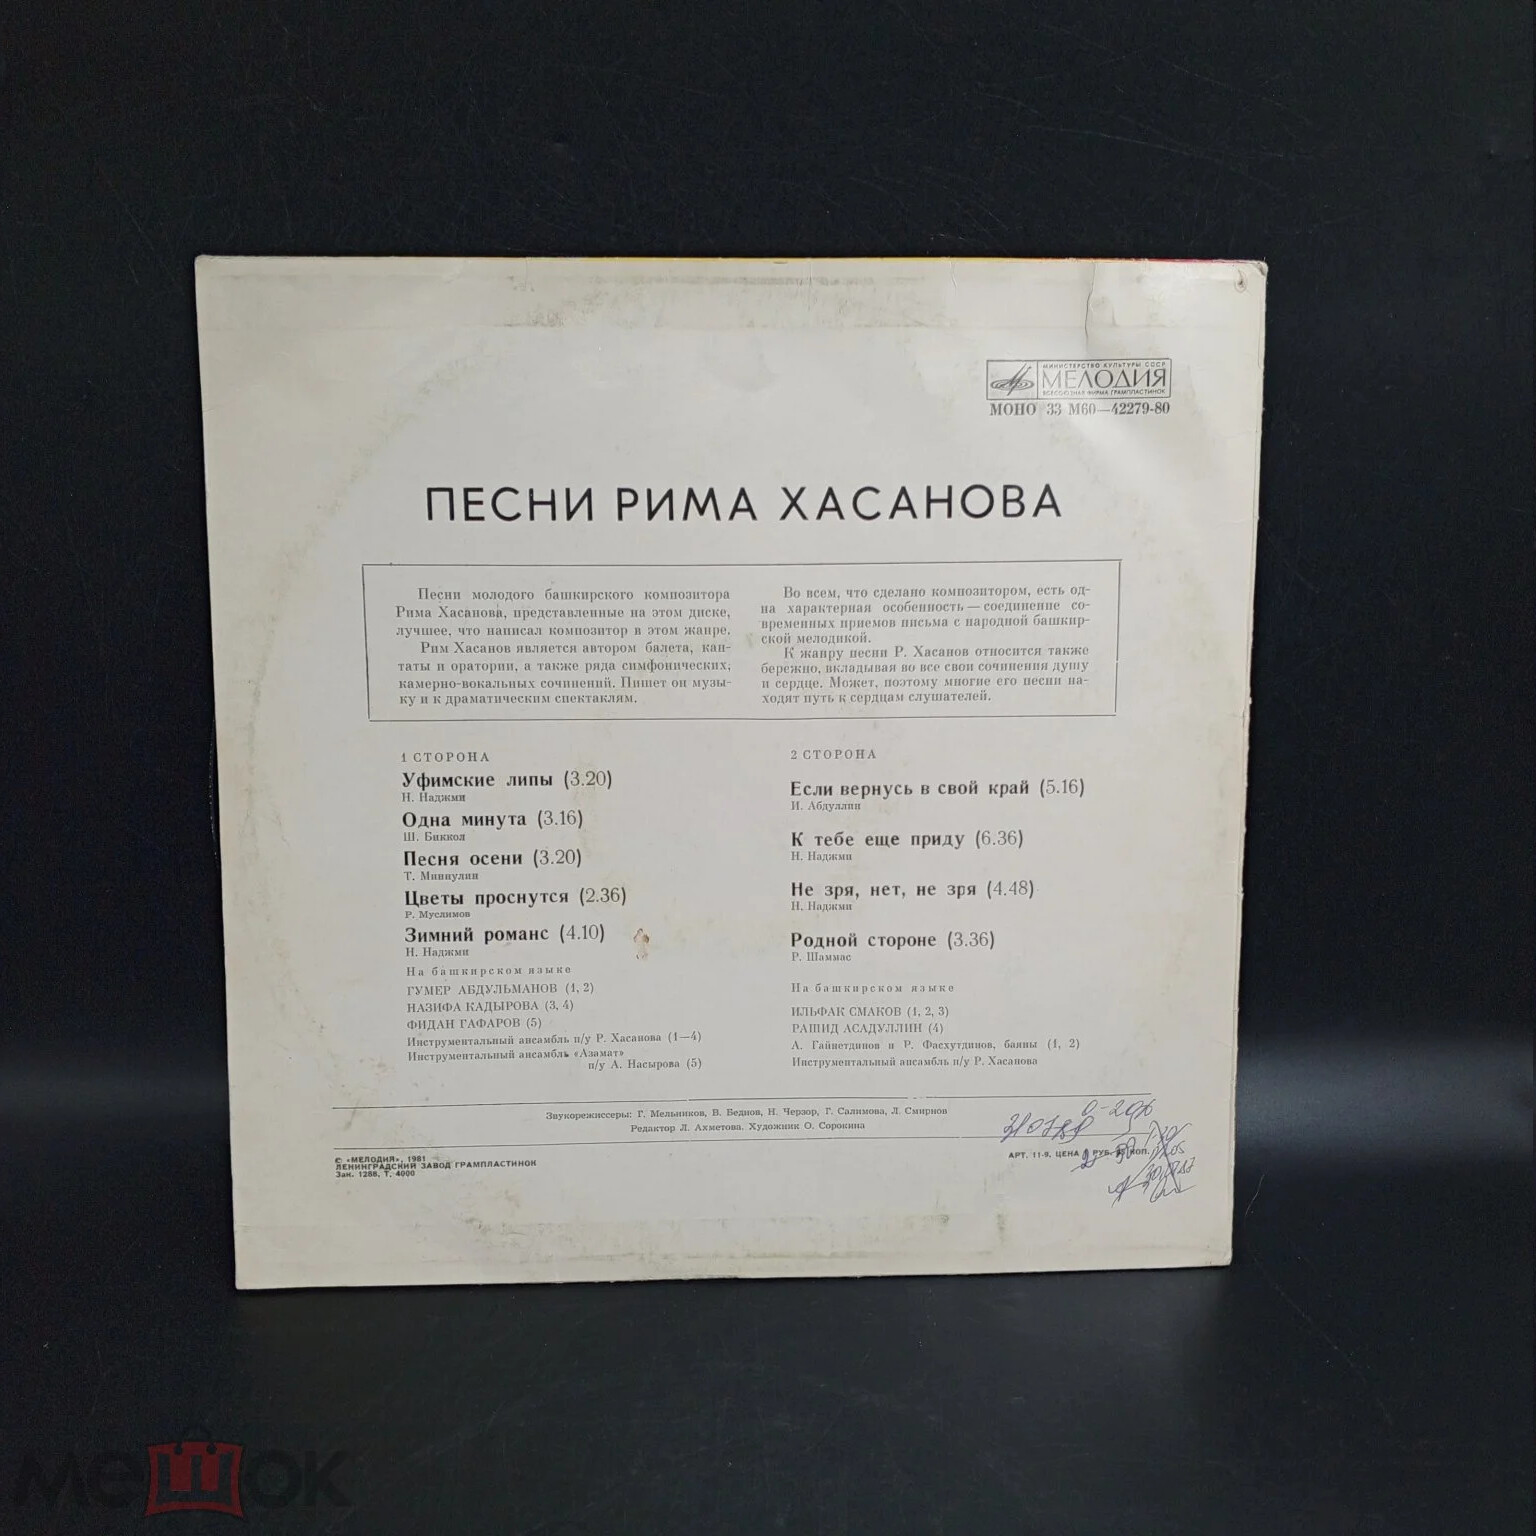 МИНИСТЕРСТВО КУЛЬТУРЫ СССР
МЕЛОДИЯ
ВСЕСОЮЗНАЯ ФИРМА ГРАМПЛАСТИНОК
МОНО 33 М60—42279-80
ПЕСНИ РИМА ХАСАНОВА
Песни молодого башкирского композитора
Рима Хасанова, представленные на этом диске,
лучшее, что написал композитор в этом жанре.
Рим Хасанов является автором балета, кан-
таты и оратории, а также ряда симфонических,
камерно-вокальных сочинений. Пишет он музы-
ку и к драматическим спектаклям.
Во всем, что сделано композитором, есть од-
на характерная особенность — соединение со-
временных приемов письма с народной башкир-
ской мелодикой.
К жанру песни Р. Хасанов относится также
бережно, вкладывая во все свои сочинения душу
и сердце. Может, поэтому многие его песни на-
ходят путь к сердцам слушателей.
1 СТОРОНА
Уфимские липы (3.20)
Н. Наджми
Одна минута (3.16)
Ш. Биккол
Песня осени (3.20)
Т. Миннулин
Цветы проснутся (2.36)
Р. Муслимов
Зимний романс (4.10)
Н. Наджми
На башкирском языке
ГУМЕР АБДУЛЬМАНОВ (1, 2)
НАЗИФА КАДЫРОВА (3, 4)
ФИДАН ГАФАРОВ (5)
Инструментальный ансамбль п/у Р. Хасанова (1—4)
Инструментальный ансамбль «Азамат»
п/у А. Насырова (5)
2 СТОРОНА
Если вернусь в свой край (5.16)
И. Абдуллин
К тебе еще приду (6.36)
Н. Наджми
Не зря, нет, не зря (4.48)
Н. Наджми
Родной стороне (3.36)
Р. Шаммас
На башкирском языке
ИЛЬФАК СМАКОВ (1, 2, 3)
РАШИД АСАДУЛЛИН (4)
А. Гайнетдинов и Р. Фасхутдинов, баяны (1, 2)
Инструментальный ансамбль п/у Р. Хасанова
Звукорежиссеры: Г. Мельников, В. Беднов, Н. Черзор, Г. Салимова, Л. Смирнов
Редактор Л. Ахметова. Художник О. Сорокина
© «МЕЛОДИЯ», 1981
ЛЕНИНГРАДСКИЙ ЗАВОД ГРАМПЛАСТИНОК
Зак. 1288, Т. 4000
АРТ. 11-9, ЦЕНА РУБ. КОП.
мешок